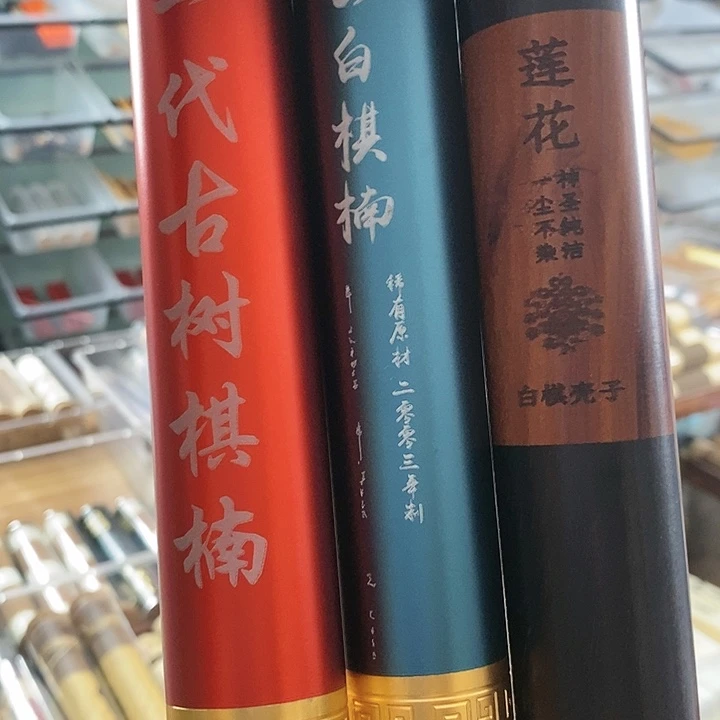 代古树棋楠
白棋楠
稀有原材 二零零三年制
莲花
神圣纯洁
一尘不染
白棋壳子